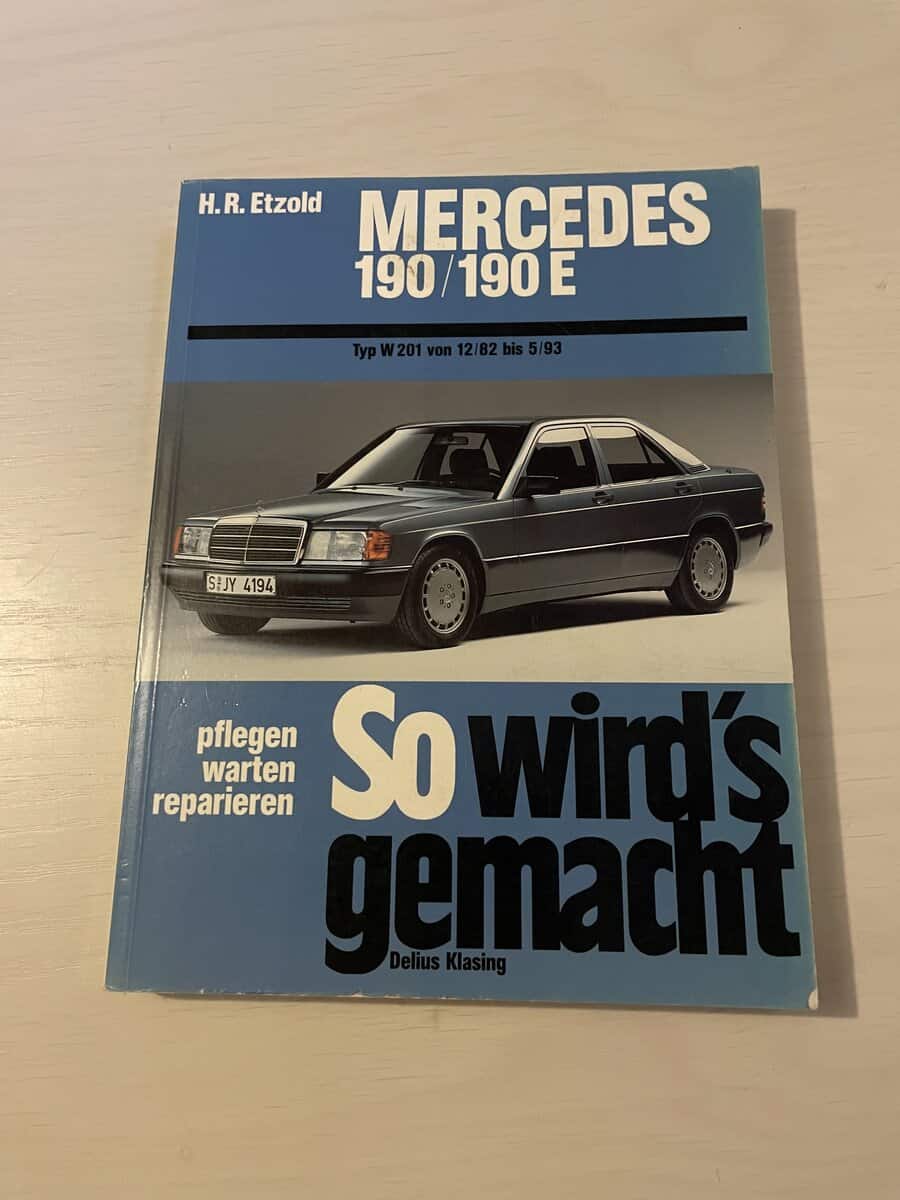 H. R. Etzold
MERCEDES
190/190 E
Typ W 201 von 12/82 bis 5/93
S JY 4194
pflegen
warten
reparieren
So wird's
gemacht
Delius Klasing